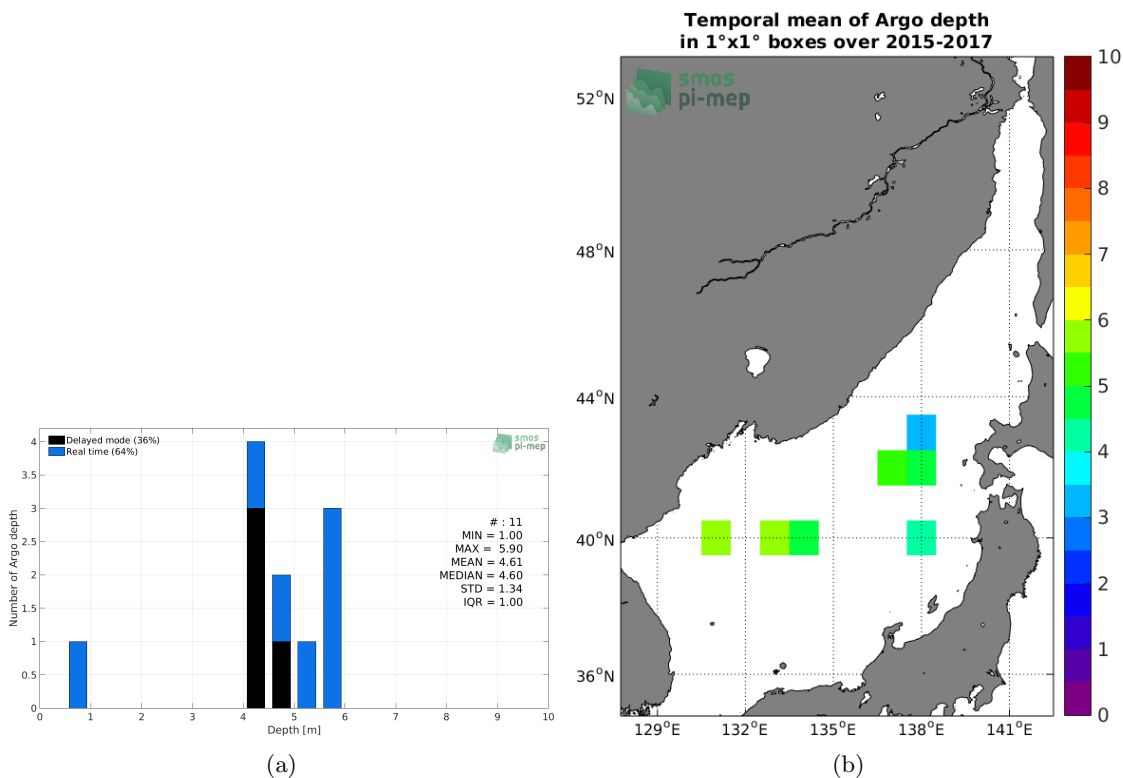 Delayed mode (36%)
Real time (64%)
smos
pi-mep
# : 11
MIN = 1.00
MAX = 5.90
MEAN = 4.61
MEDIAN = 4.60
STD = 1.34
IQR = 1.00
Number of Argo depth
4
3.5
3
2.5
2
1.5
1
0.5
0
0 1 2 3 4 5 6 7 8 9 10
Depth [m]
(a)
Temporal mean of Argo depth
in 1°x1° boxes over 2015-2017
smos
pi-mep
52°N
48°N
44°N
40°N
36°N
129°E 132°E 135°E 138°E 141°E
10
9
8
7
6
5
4
3
2
1
0
(b)